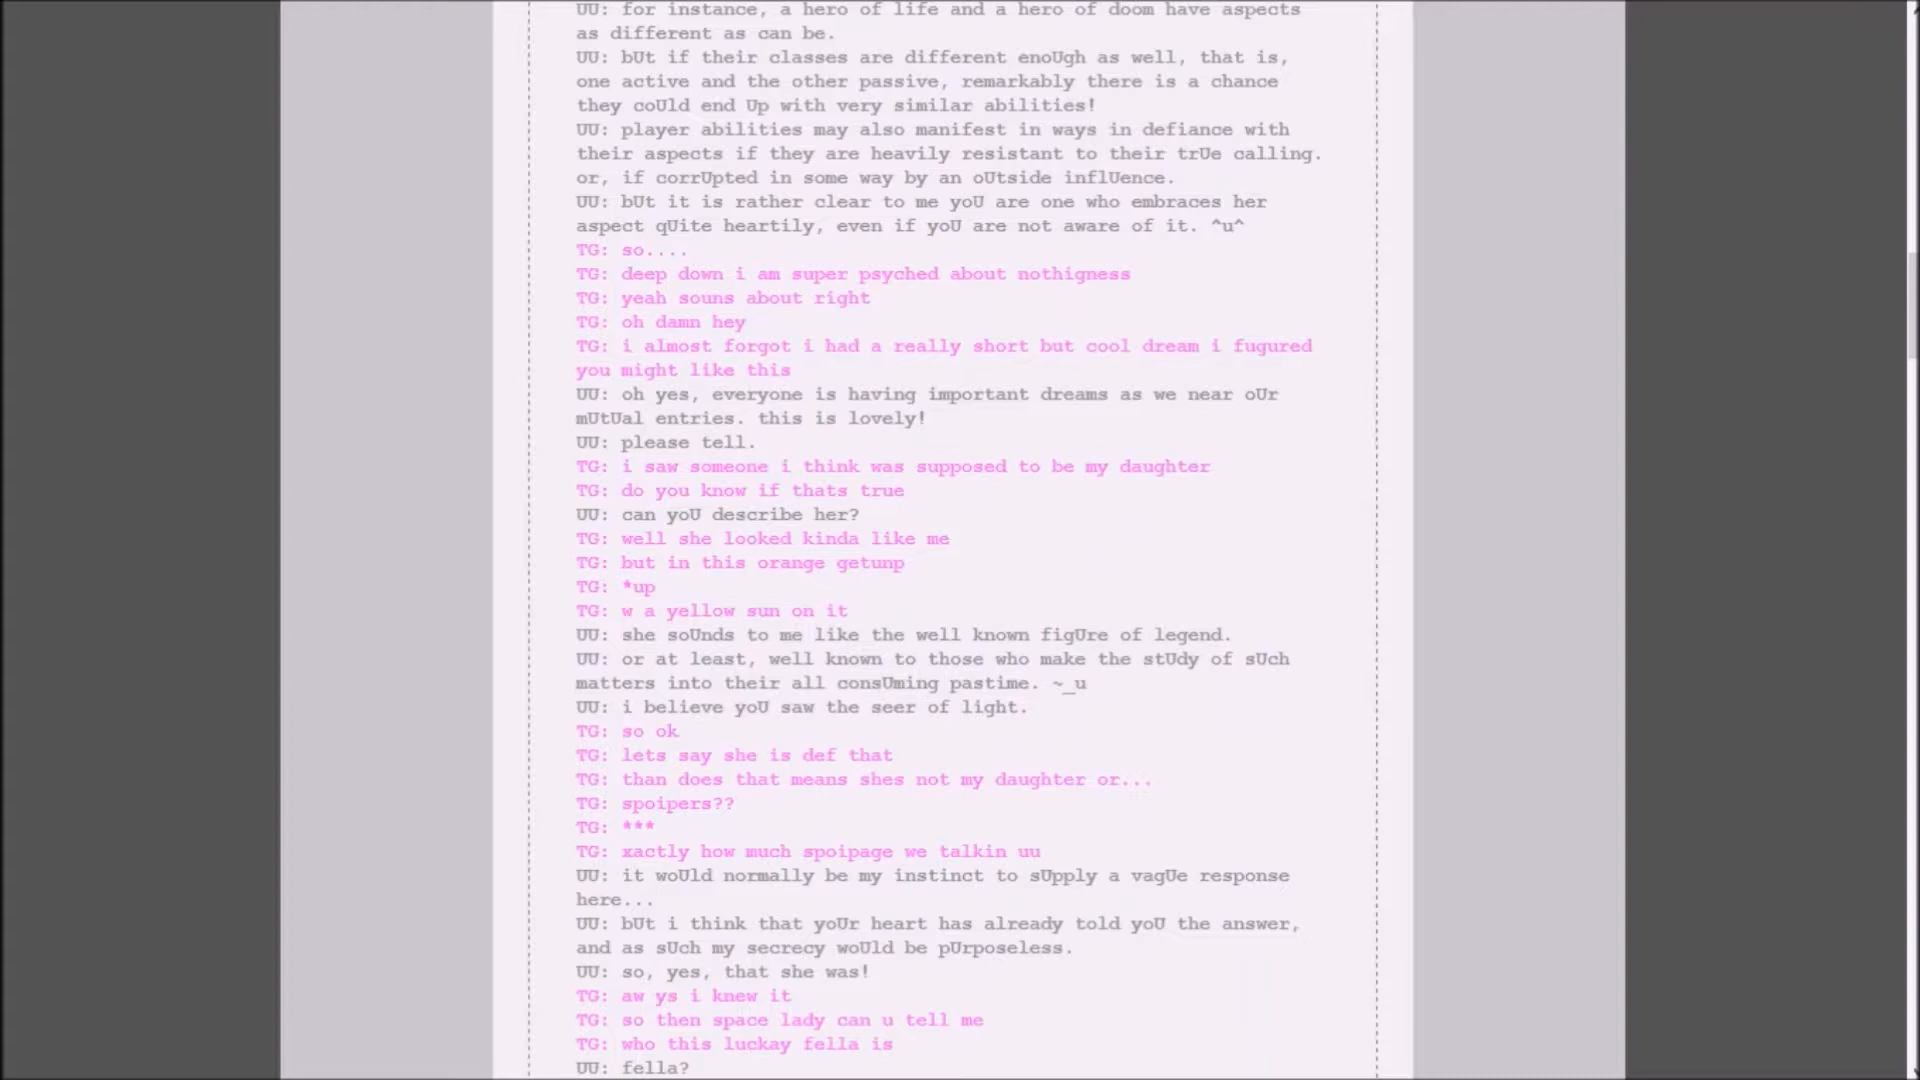 UU: for instance, a hero of life and a hero of doom have aspects
as different as can be.
UU: bUt if their classes are different enoUgh as well, that is,
one active and the other passive, remarkably there is a chance
they coUld end Up with very similar abilities!
UU: player abilities may also manifest in ways in defiance with
their aspects if they are heavily resistant to their trUe calling.
or, if corrUpted in some way by an oUtside inflUence.
UU: bUt it is rather clear to me yoU are one who embraces her
aspect qUite heartily, even if yoU are not aware of it. ^u^
TG: so....
TG: deep down i am super psyched about nothigness
TG: yeah souns about right
TG: oh damn hey
TG: i almost forgot i had a really short but cool dream i fugured
you might like this
UU: oh yes, everyone is having important dreams as we near oUr
mUtUal entries. this is lovely!
UU: please tell.
TG: i saw someone i think was supposed to be my daughter
TG: do you know if thats true
UU: can yoU describe her?
TG: well she looked kinda like me
TG: but in this orange getunp
TG: *up
TG: w a yellow sun on it
UU: she soUnds to me like the well known figUre of legend.
UU: or at least, well known to those who make the stUdy of sUch
matters into their all consUming pastime. ~_u
UU: i believe yoU saw the seer of light.
TG: so ok
TG: lets say she is def that
TG: than does that means shes not my daughter or...
TG: spoipers??
TG: ***
TG: xactly how much spoipage we talkin uu
UU: it woUld normally be my instinct to sUpply a vagUe response
here...
UU: bUt i think that yoUr heart has already told yoU the answer,
and as sUch my secrecy woUld be pUrposeless.
UU: so, yes, that she was!
TG: aw ys i knew it
TG: so then space lady can u tell me
TG: who this luckay fella is
UU: fella?